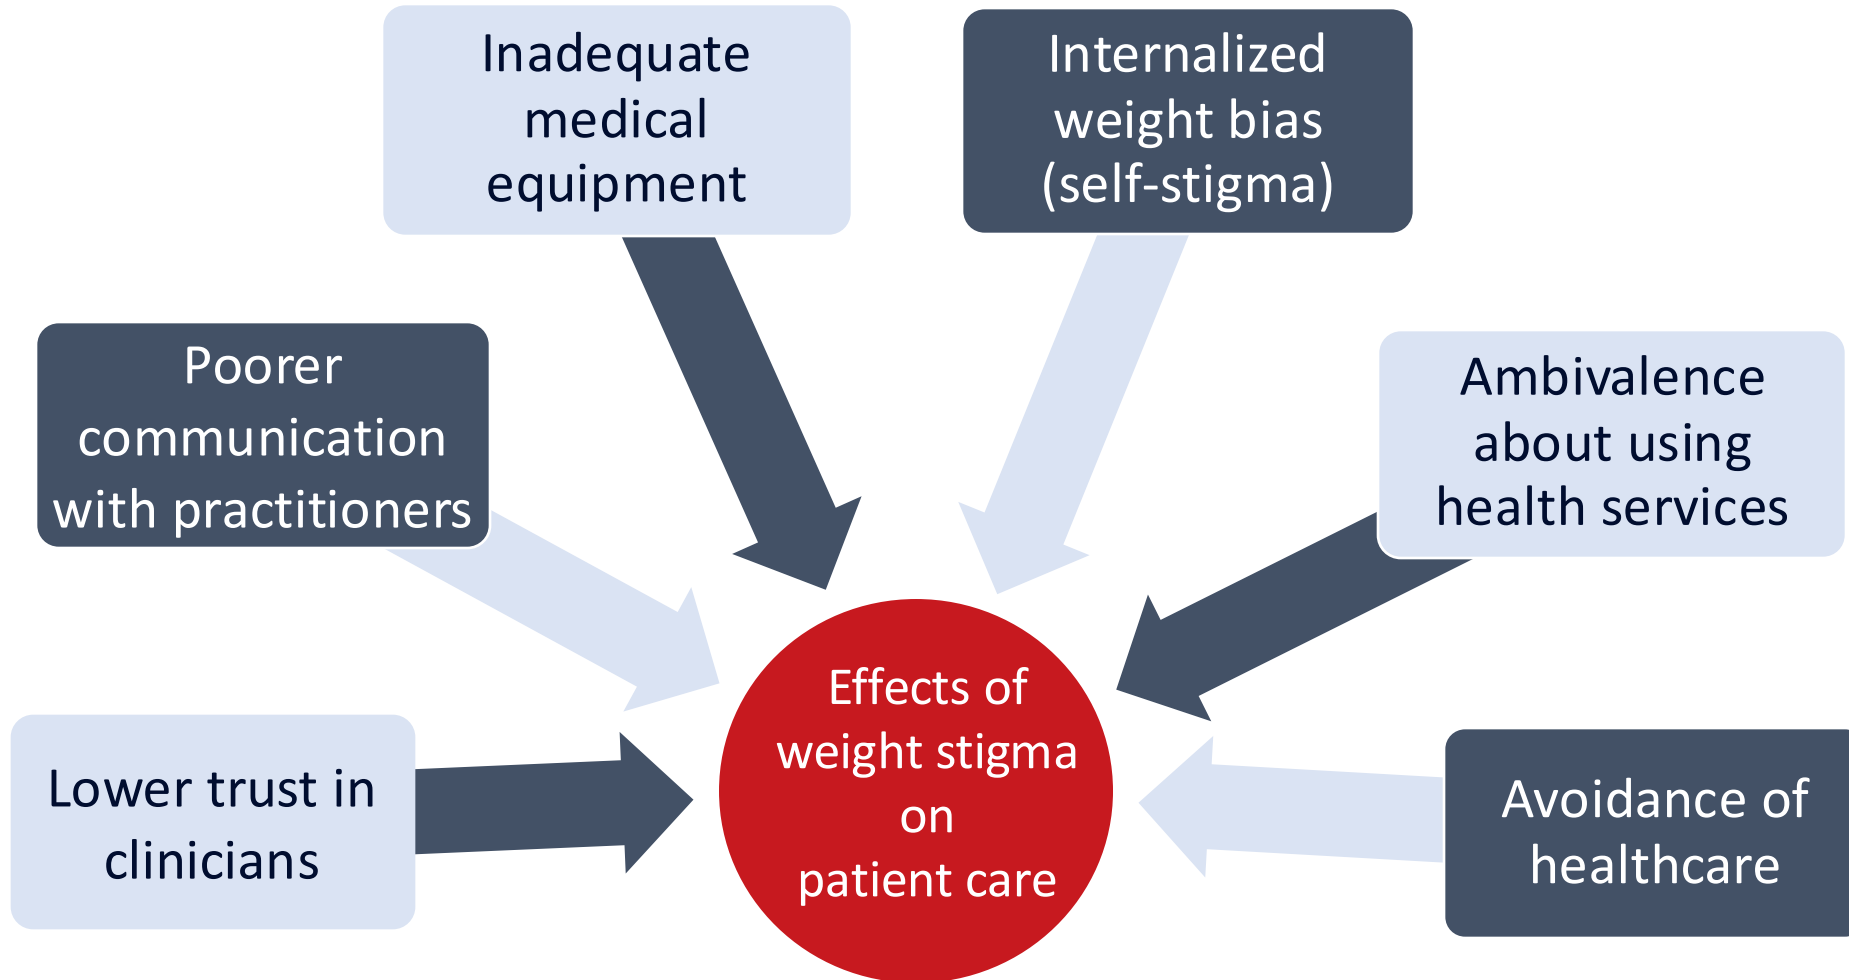 Inadequate
medical
equipment
Internalized
weight bias
(self-stigma)
Poorer
communication
with practitioners
Ambivalence
about using
health services
Lower trust in
clinicians
Effects of
weight stigma
on
patient care
Avoidance of
healthcare